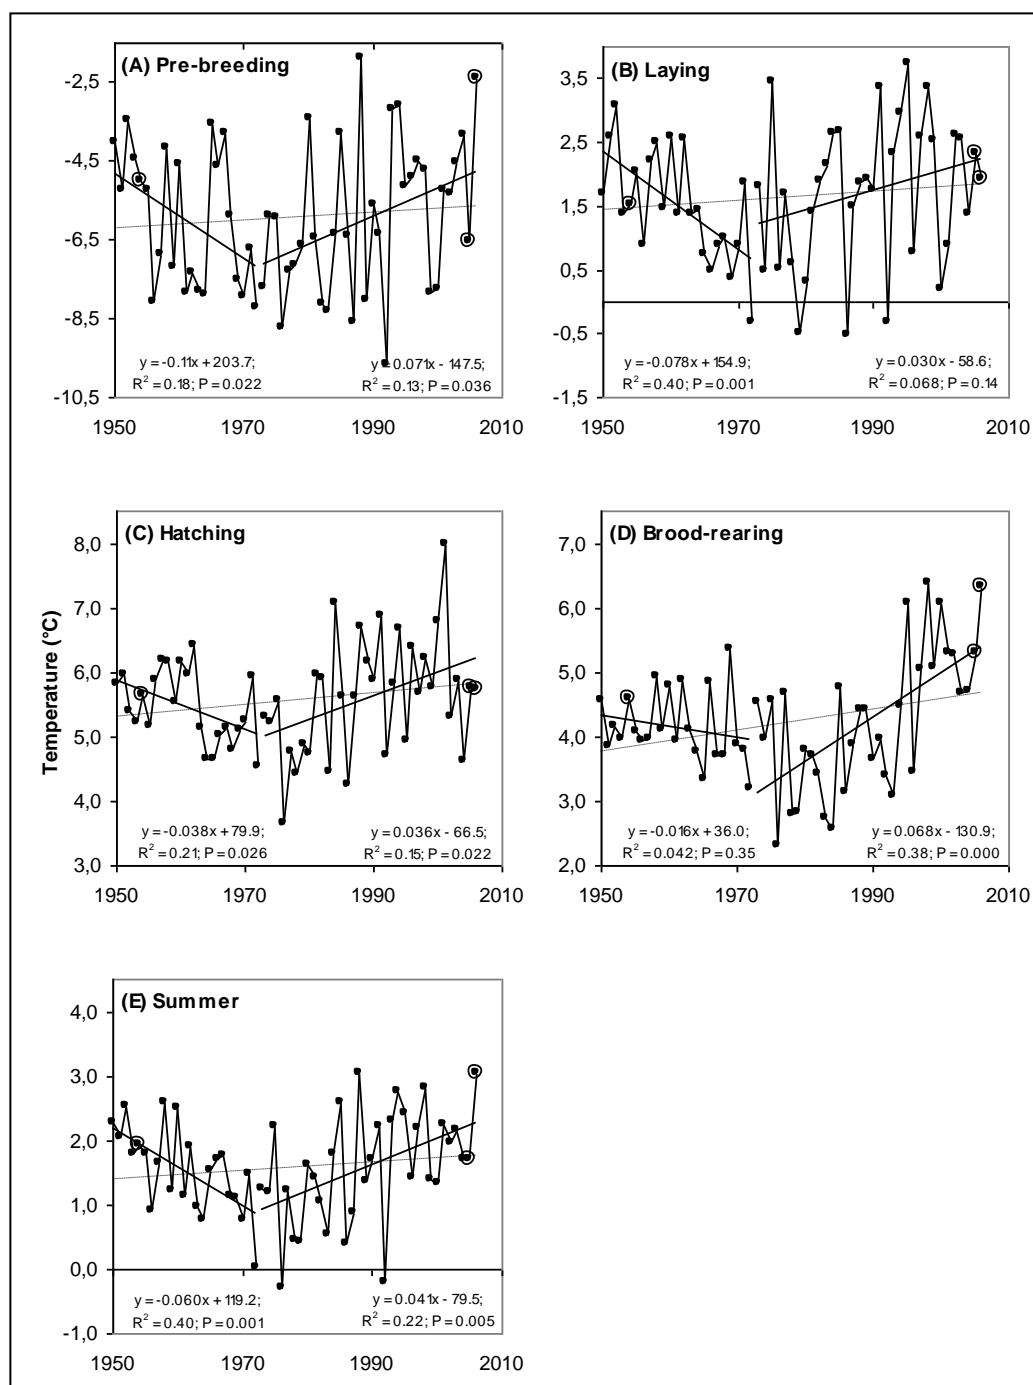 (A) Pre-breeding
-2,5
-4,5
-6,5
-8,5
-10,5
y = -0.11x + 203.7;
R² = 0.18; P = 0.022
y = 0.071x - 147.5;
R² = 0.13; P = 0.036
1950 1970 1990 2010
(B) Laying
3,5
2,5
1,5
0,5
-0,5
-1,5
y = -0.078x + 154.9;
R² = 0.40; P = 0.001
y = 0.030x - 58.6;
R² = 0.068; P = 0.14
1950 1970 1990 2010
Temperature (°C)
(C) Hatching
8,0
7,0
6,0
5,0
4,0
3,0
y = -0.038x + 79.9;
R² = 0.21; P = 0.026
y = 0.036x - 66.5;
R² = 0.15; P = 0.022
1950 1970 1990 2010
(D) Brood-rearing
7,0
6,0
5,0
4,0
3,0
2,0
y = -0.016x + 36.0;
R² = 0.042; P = 0.35
y = 0.068x - 130.9;
R² = 0.38; P = 0.000
1950 1970 1990 2010
(E) Summer
4,0
3,0
2,0
1,0
0,0
-1,0
y = -0.060x + 119.2;
R² = 0.40; P = 0.001
y = 0.041x - 79.5;
R² = 0.22; P = 0.005
1950 1970 1990 2010